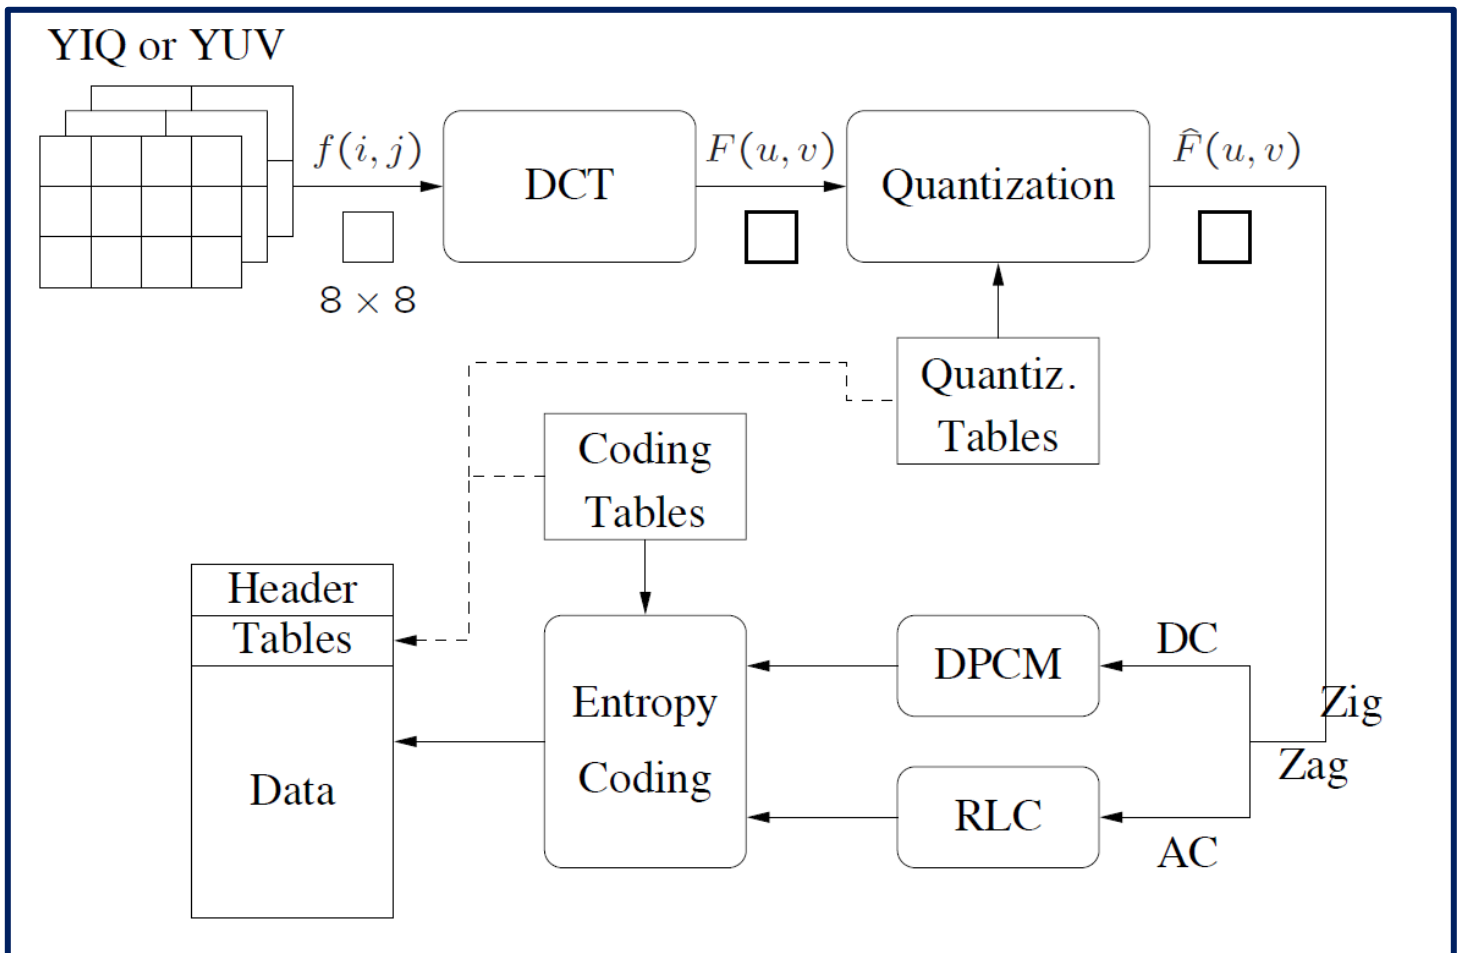 YIQ or YUV
f(i, j)
8 × 8
DCT
F(u, v)
Quantization
F̂(u, v)
Quantiz.
Tables
Coding
Tables
Header
Tables
Data
Entropy
Coding
DPCM
RLC
DC
AC
Zig
Zag